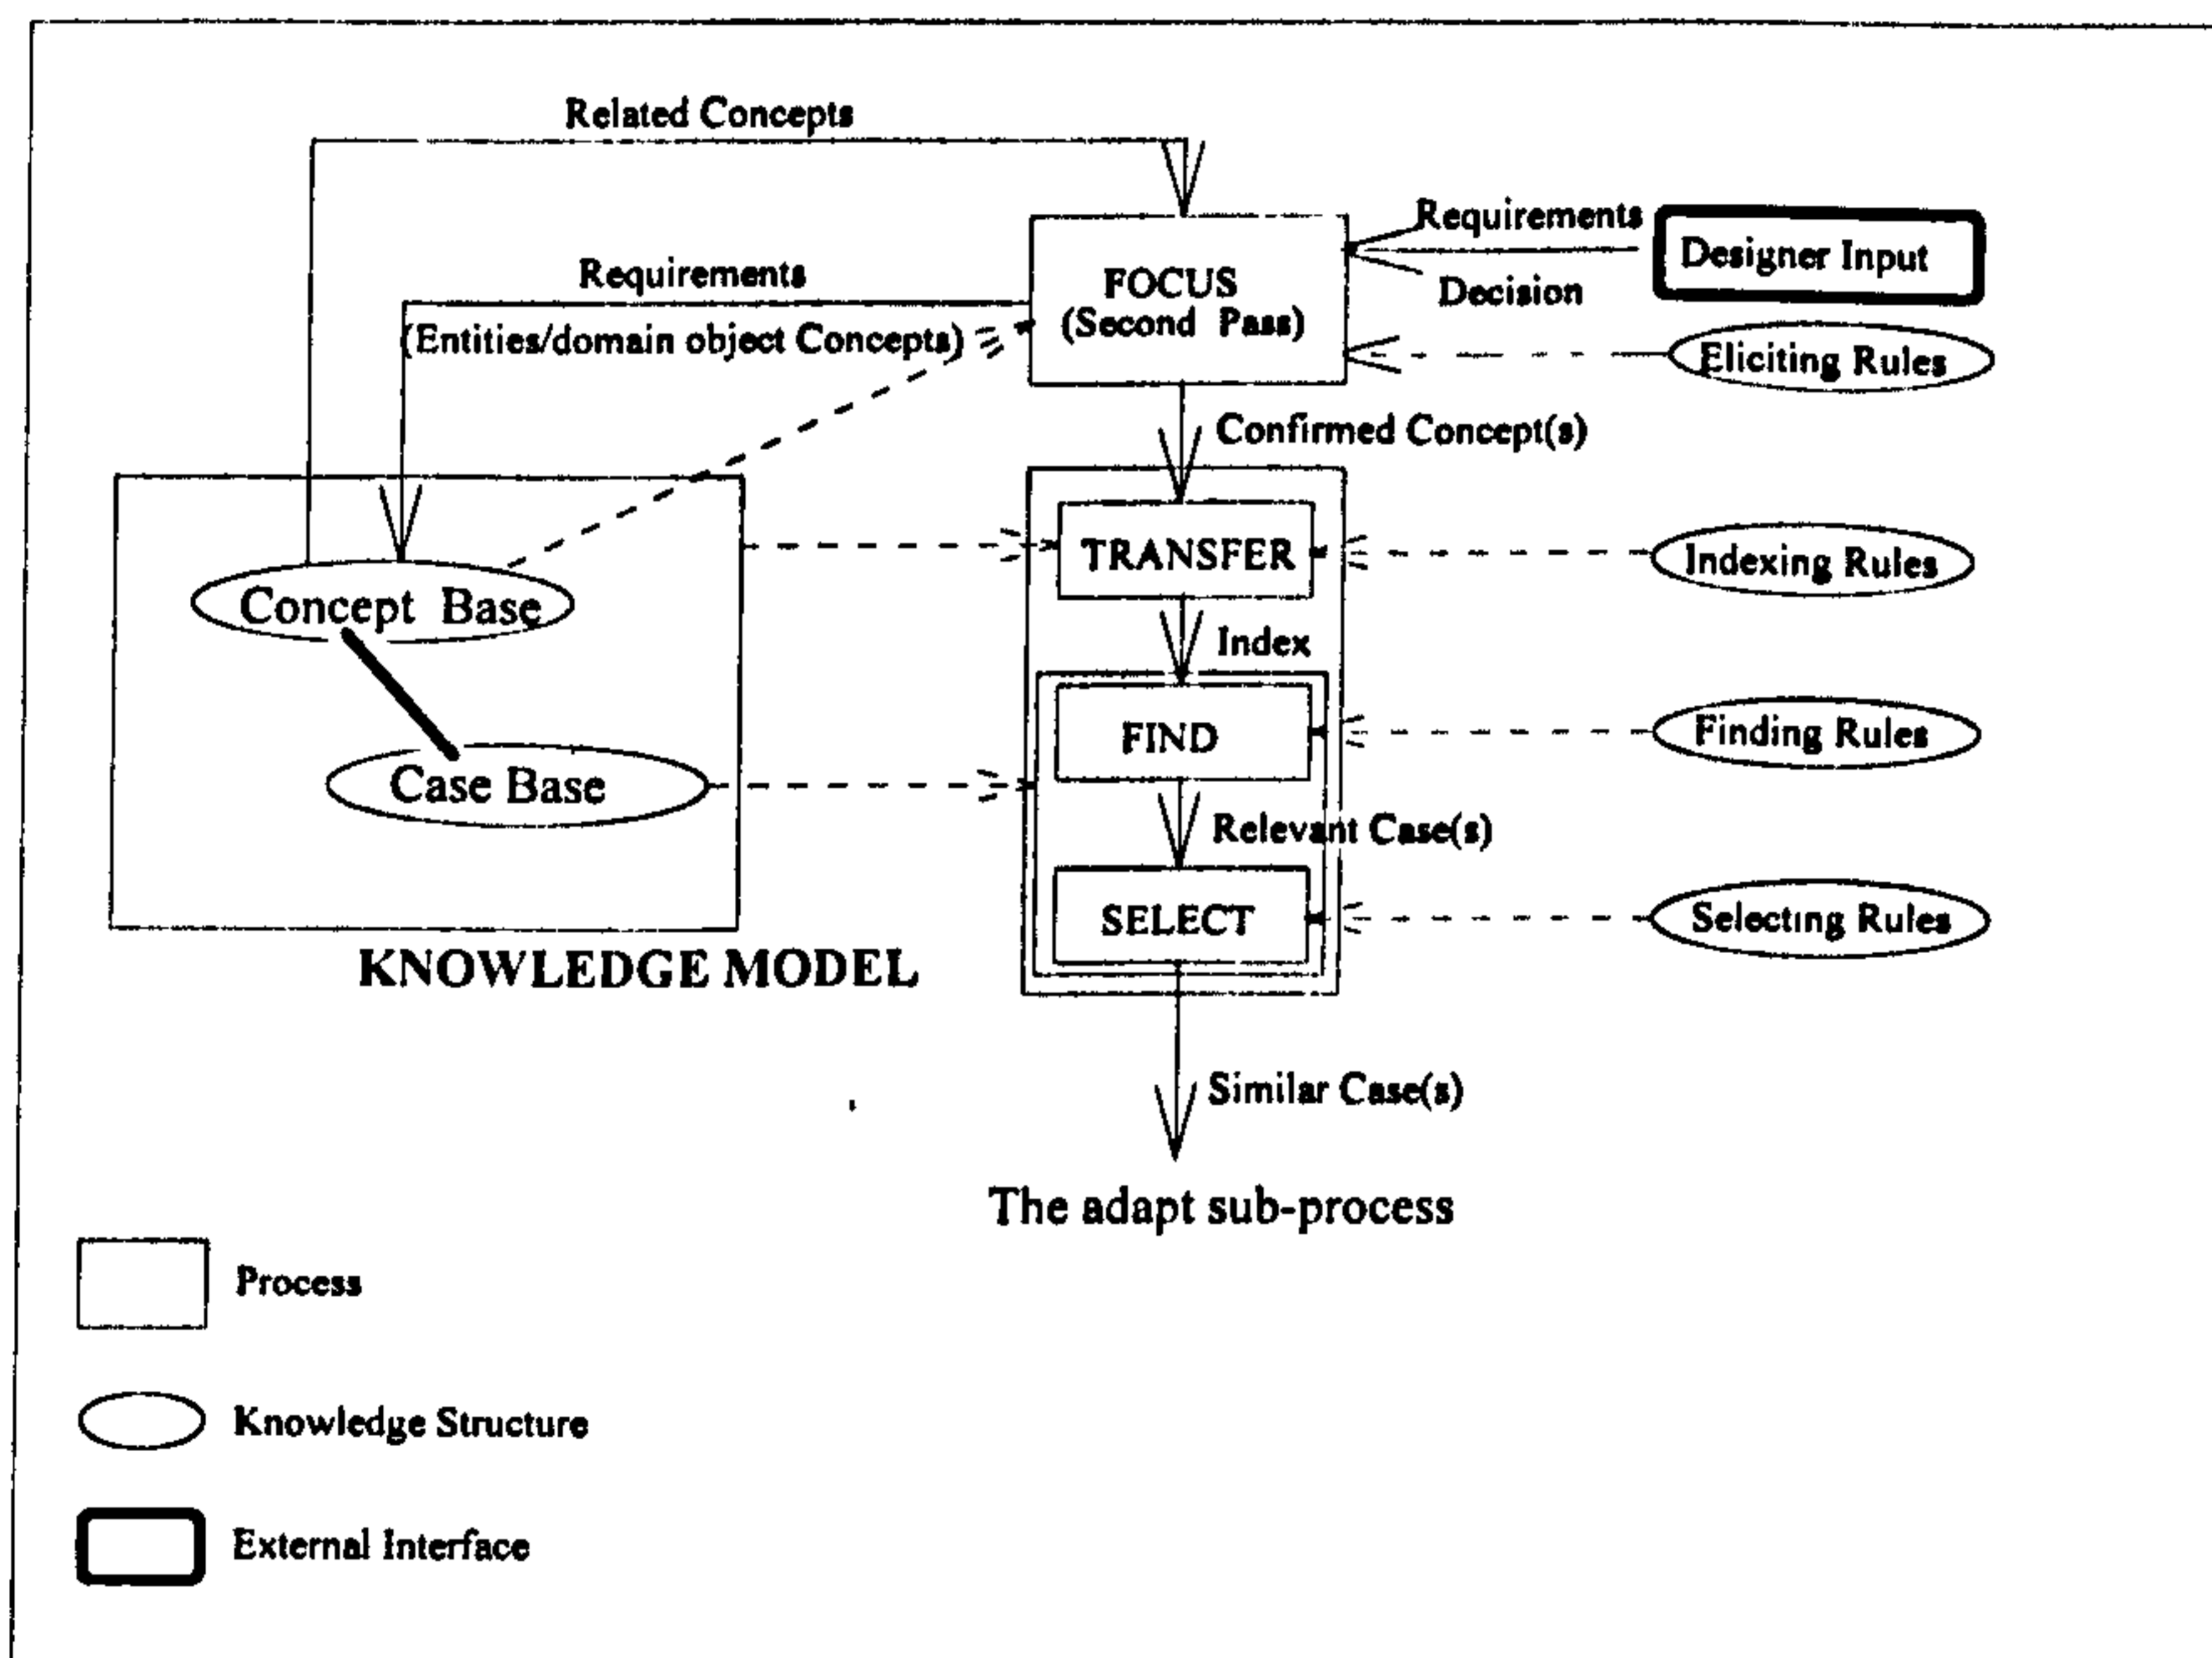 Related Concepts
Requirements
Designer Input
Requirements
FOCUS
Decision
(Second Pass)
(Entities/domain object Concepts)
Eliciting Rules
Confirmed Concept(s)
TRANSFER
Indexing Rules
Concept Base
Index
FIND
Finding Rules
Case Base
Relevant Case(s)
SELECT
Selecting Rules
KNOWLEDGE MODEL
Similar Case(s)
The adapt sub-process
Process
Knowledge Structure
External Interface